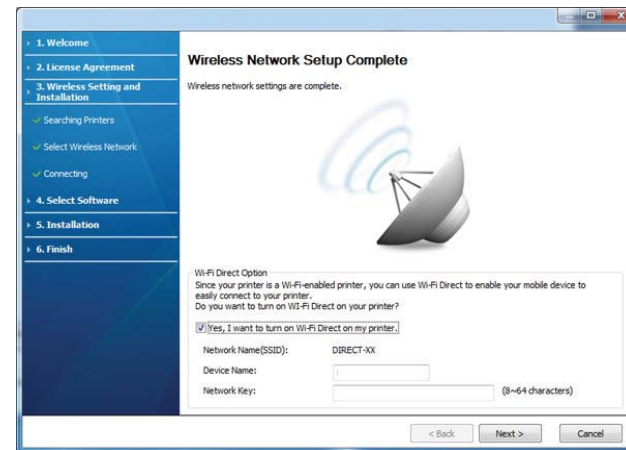 1. Welcome
2. License Agreement
3. Wireless Setting and
Installation
Searching Printers
Select Wireless Network
Connecting
4. Select Software
5. Installation
6. Finish
Wireless Network Setup Complete
Wireless network settings are complete.
Wi-Fi Direct Option
Since your printer is a Wi-Fi-enabled printer, you can use Wi-Fi Direct to enable your mobile device to
easily connect to your printer.
Do you want to turn on WI-Fi Direct on your printer?
Yes, I want to turn on Wi-Fi Direct on my printer.
Network Name(SSID): DIRECT-XX
Device Name:
Network Key: (8~64 characters)
< Back Next > Cancel